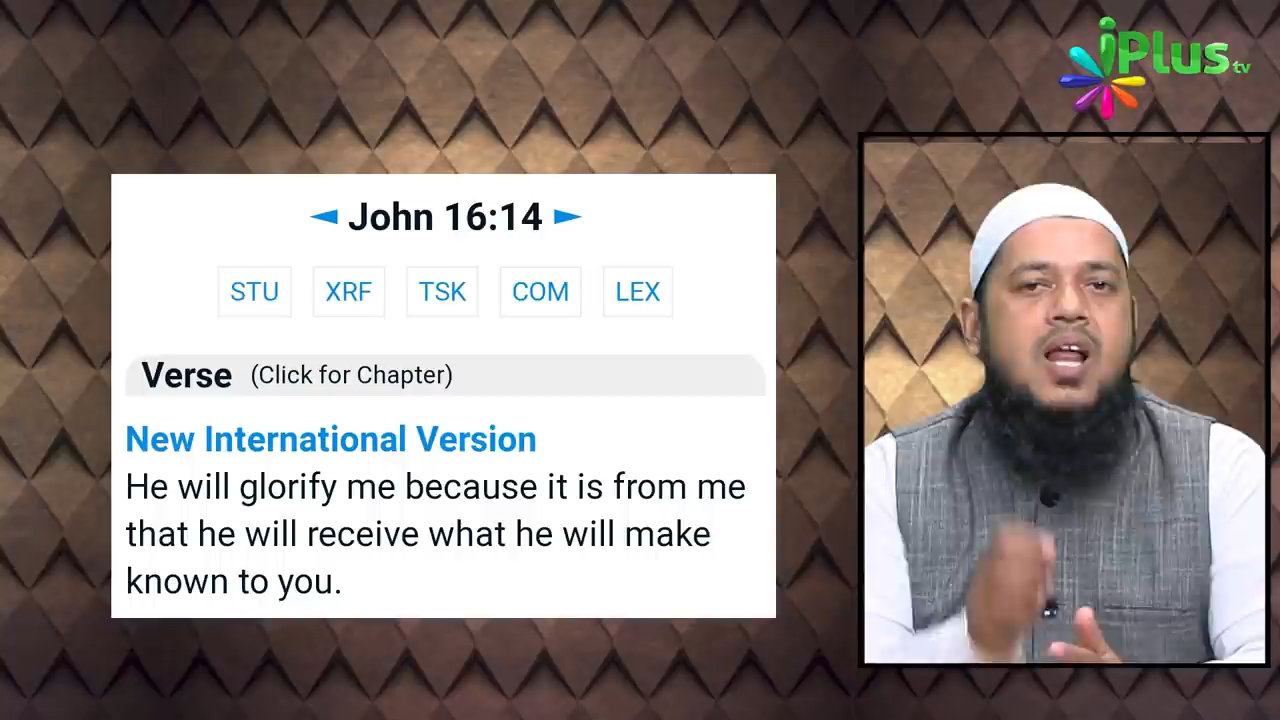 iPlus tv
John 16:14
STU XRF TSK COM LEX
Verse (Click for Chapter)
New International Version
He will glorify me because it is from me
that he will receive what he will make
known to you.